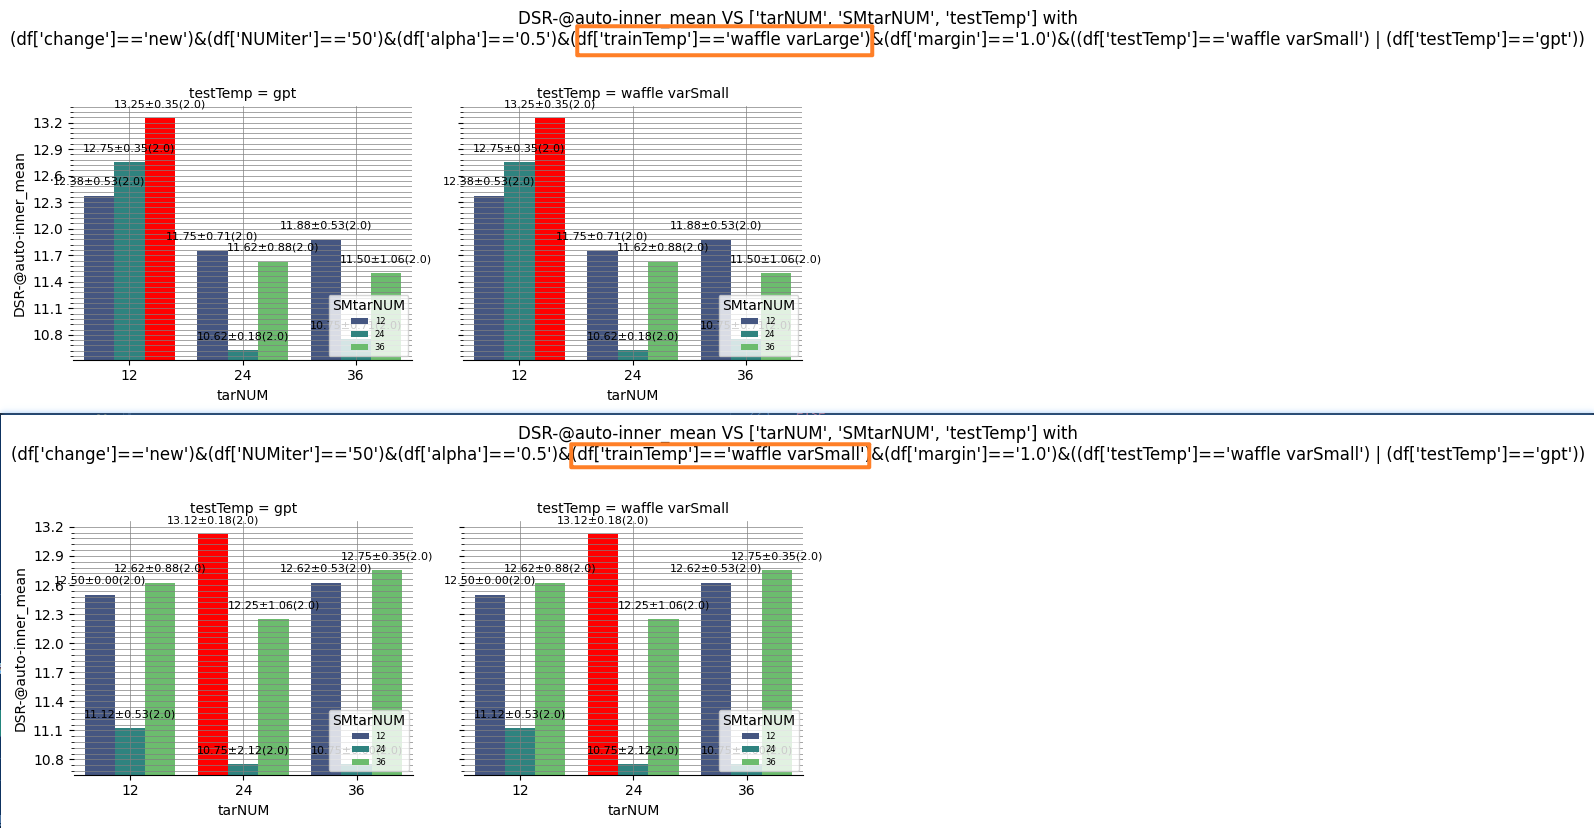 DSR-@auto-inner_mean VS ['tarNUM', 'SMtarNUM', 'testTemp'] with
(df['change']=='new')&(df['NUMiter']=='50')&(df['alpha']=='0.5')&(df['trainTemp']=='waffle varLarge')&(df['margin']=='1.0')&((df['testTemp']=='waffle varSmall') | (df['testTemp']=='gpt'))
testTemp = gpt
DSR-@auto-inner_mean
13.2
12.9
12.6
12.3
12.0
11.7
11.4
11.1
10.8
13.25±0.35(2.0)
12.75±0.35(2.0)
12.38±0.53(2.0)
11.88±0.53(2.0)
11.75±0.71(2.0)
11.62±0.88(2.0)
11.50±1.06(2.0)
10.62±0.18(2.0)
SMtarNUM
12
24
36
12 24 36
tarNUM
testTemp = waffle varSmall
13.25±0.35(2.0)
12.75±0.35(2.0)
12.38±0.53(2.0)
11.88±0.53(2.0)
11.75±0.71(2.0)
11.62±0.88(2.0)
11.50±1.06(2.0)
10.62±0.18(2.0)
SMtarNUM
12
24
36
12 24 36
tarNUM
DSR-@auto-inner_mean VS ['tarNUM', 'SMtarNUM', 'testTemp'] with
(df['change']=='new')&(df['NUMiter']=='50')&(df['alpha']=='0.5')&(df['trainTemp']=='waffle varSmall')&(df['margin']=='1.0')&((df['testTemp']=='waffle varSmall') | (df['testTemp']=='gpt'))
testTemp = gpt
DSR-@auto-inner_mean
13.2
12.9
12.6
12.3
12.0
11.7
11.4
11.1
10.8
13.12±0.18(2.0)
12.75±0.35(2.0)
12.62±0.88(2.0)
12.62±0.53(2.0)
12.50±0.00(2.0)
12.25±1.06(2.0)
11.12±0.53(2.0)
10.75±2.12(2.0)
SMtarNUM
12
24
36
12 24 36
tarNUM
testTemp = waffle varSmall
13.12±0.18(2.0)
12.75±0.35(2.0)
12.62±0.88(2.0)
12.62±0.53(2.0)
12.50±0.00(2.0)
12.25±1.06(2.0)
11.12±0.53(2.0)
10.75±2.12(2.0)
SMtarNUM
12
24
36
12 24 36
tarNUM